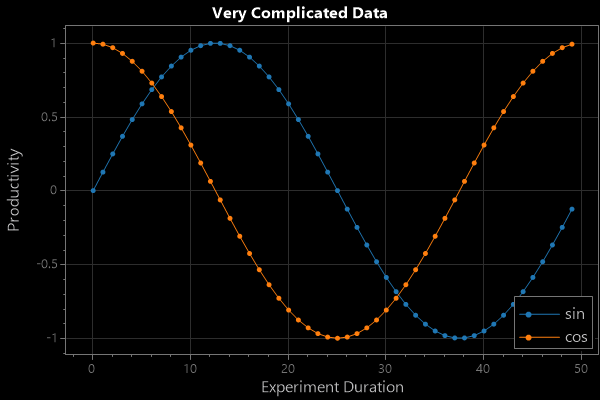 Very Complicated Data
Productivity
1
0.5
0
-0.5
-1
0
10
20
30
40
50
Experiment Duration
sin
cos